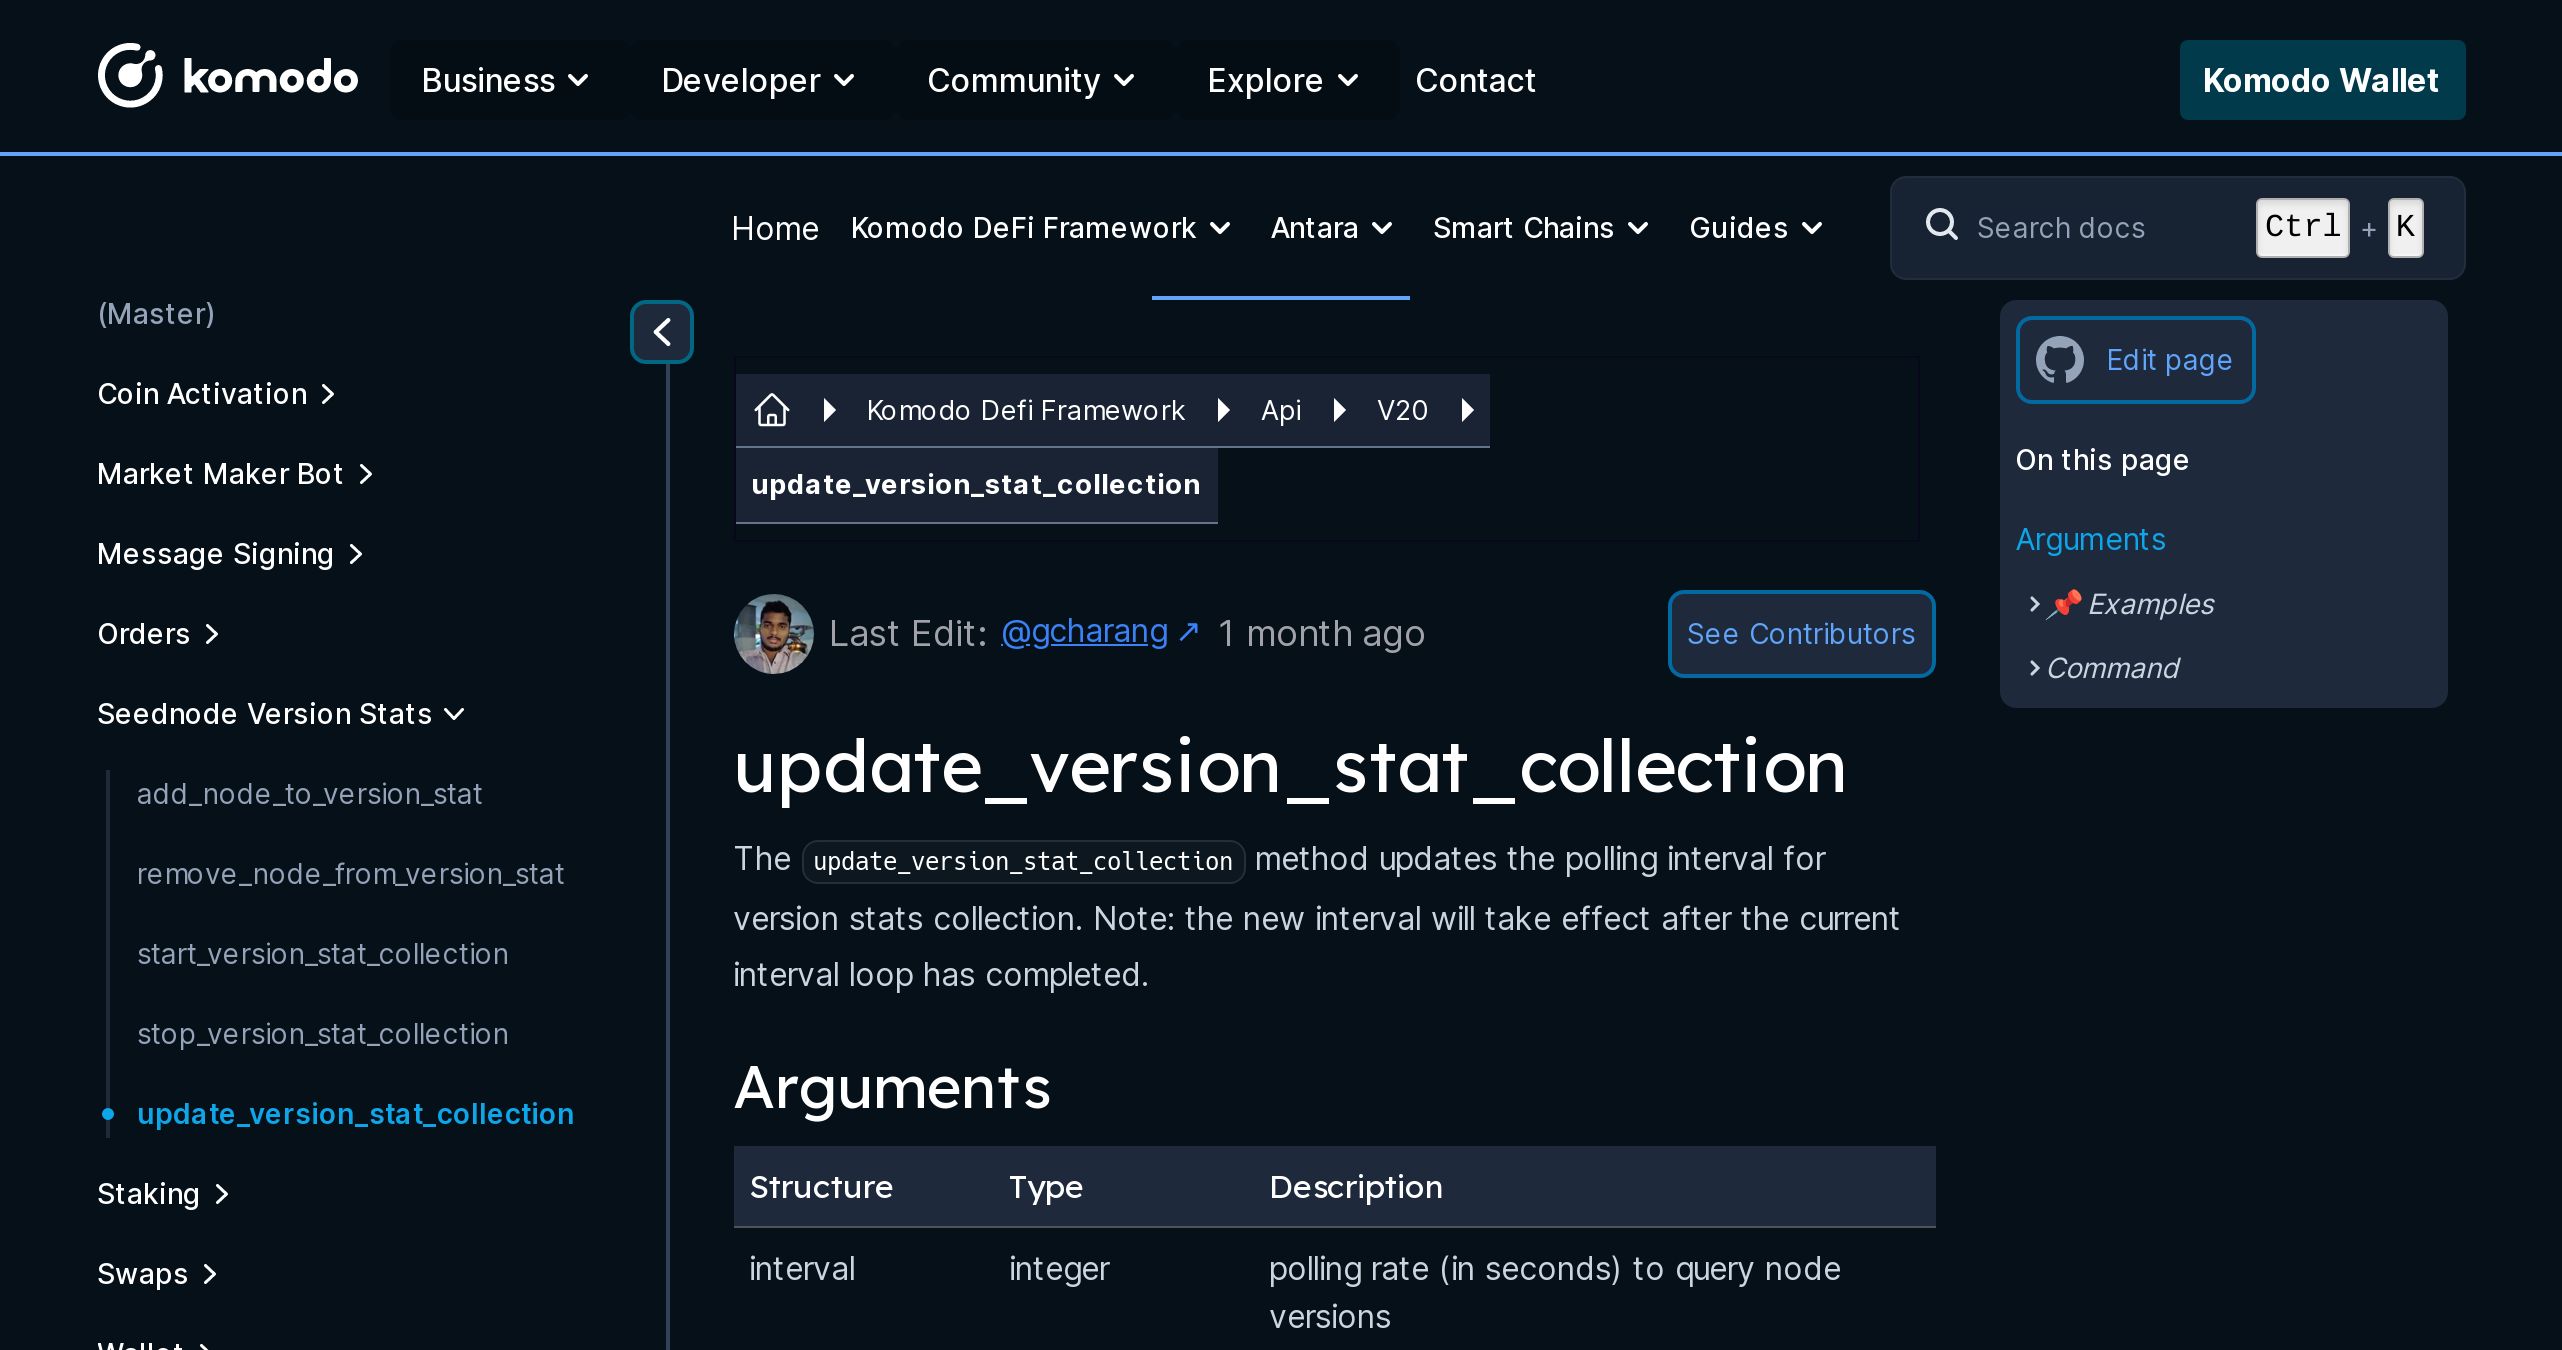 komodo Business Developer Community Explore Contact Komodo Wallet
Home Komodo DeFi Framework Antara Smart Chains Guides Search docs Ctrl + K
(Master)
Coin Activation
Market Maker Bot
Message Signing
Orders
Seednode Version Stats
add_node_to_version_stat
remove_node_from_version_stat
start_version_stat_collection
stop_version_stat_collection
update_version_stat_collection
Staking
Swaps
Wallet
Komodo Defi Framework Api V20
update_version_stat_collection
Last Edit: @gcharang ↗ 1 month ago See Contributors
update_version_stat_collection
The update_version_stat_collection method updates the polling interval for
version stats collection. Note: the new interval will take effect after the current
interval loop has completed.
Arguments
Structure Type Description
interval integer polling rate (in seconds) to query node
versions
Edit page
On this page
Arguments
📌 Examples
Command